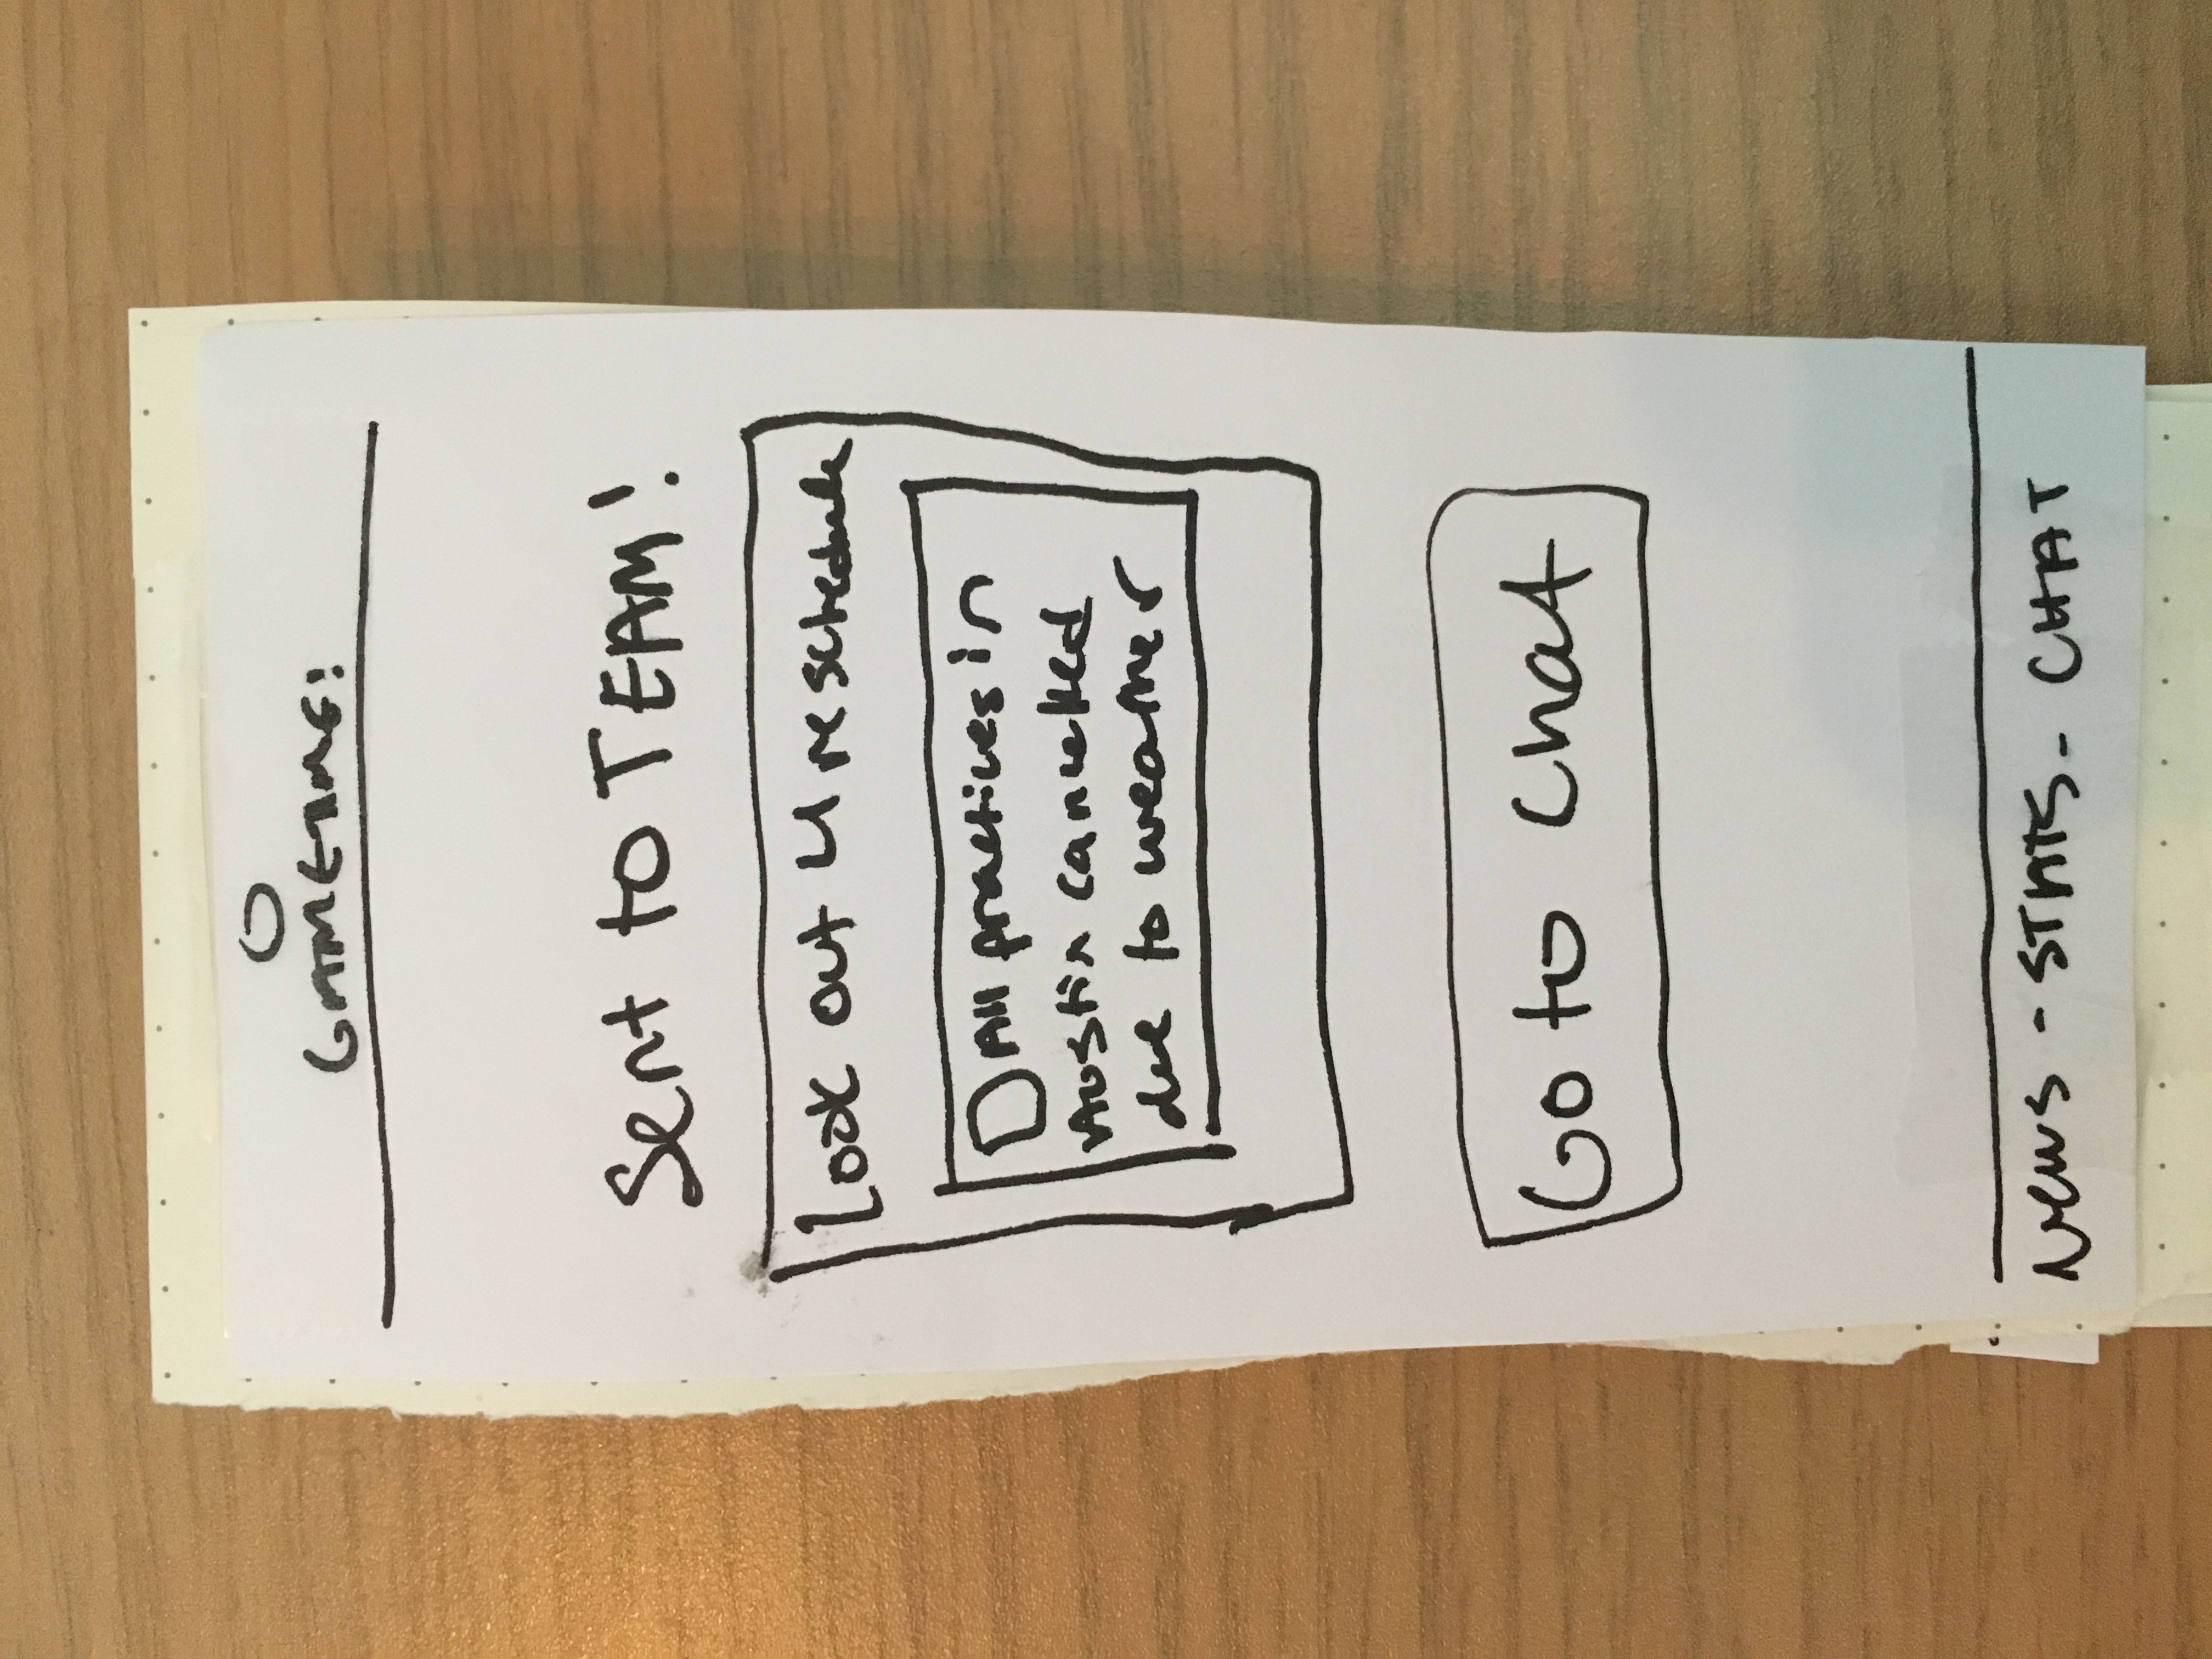 GAMETIME:
Sent to TEAM!
Look out 4 reschedule
All practices in
Austin cancelled
due to weather
Go to Chat
News - STATS - CHAT